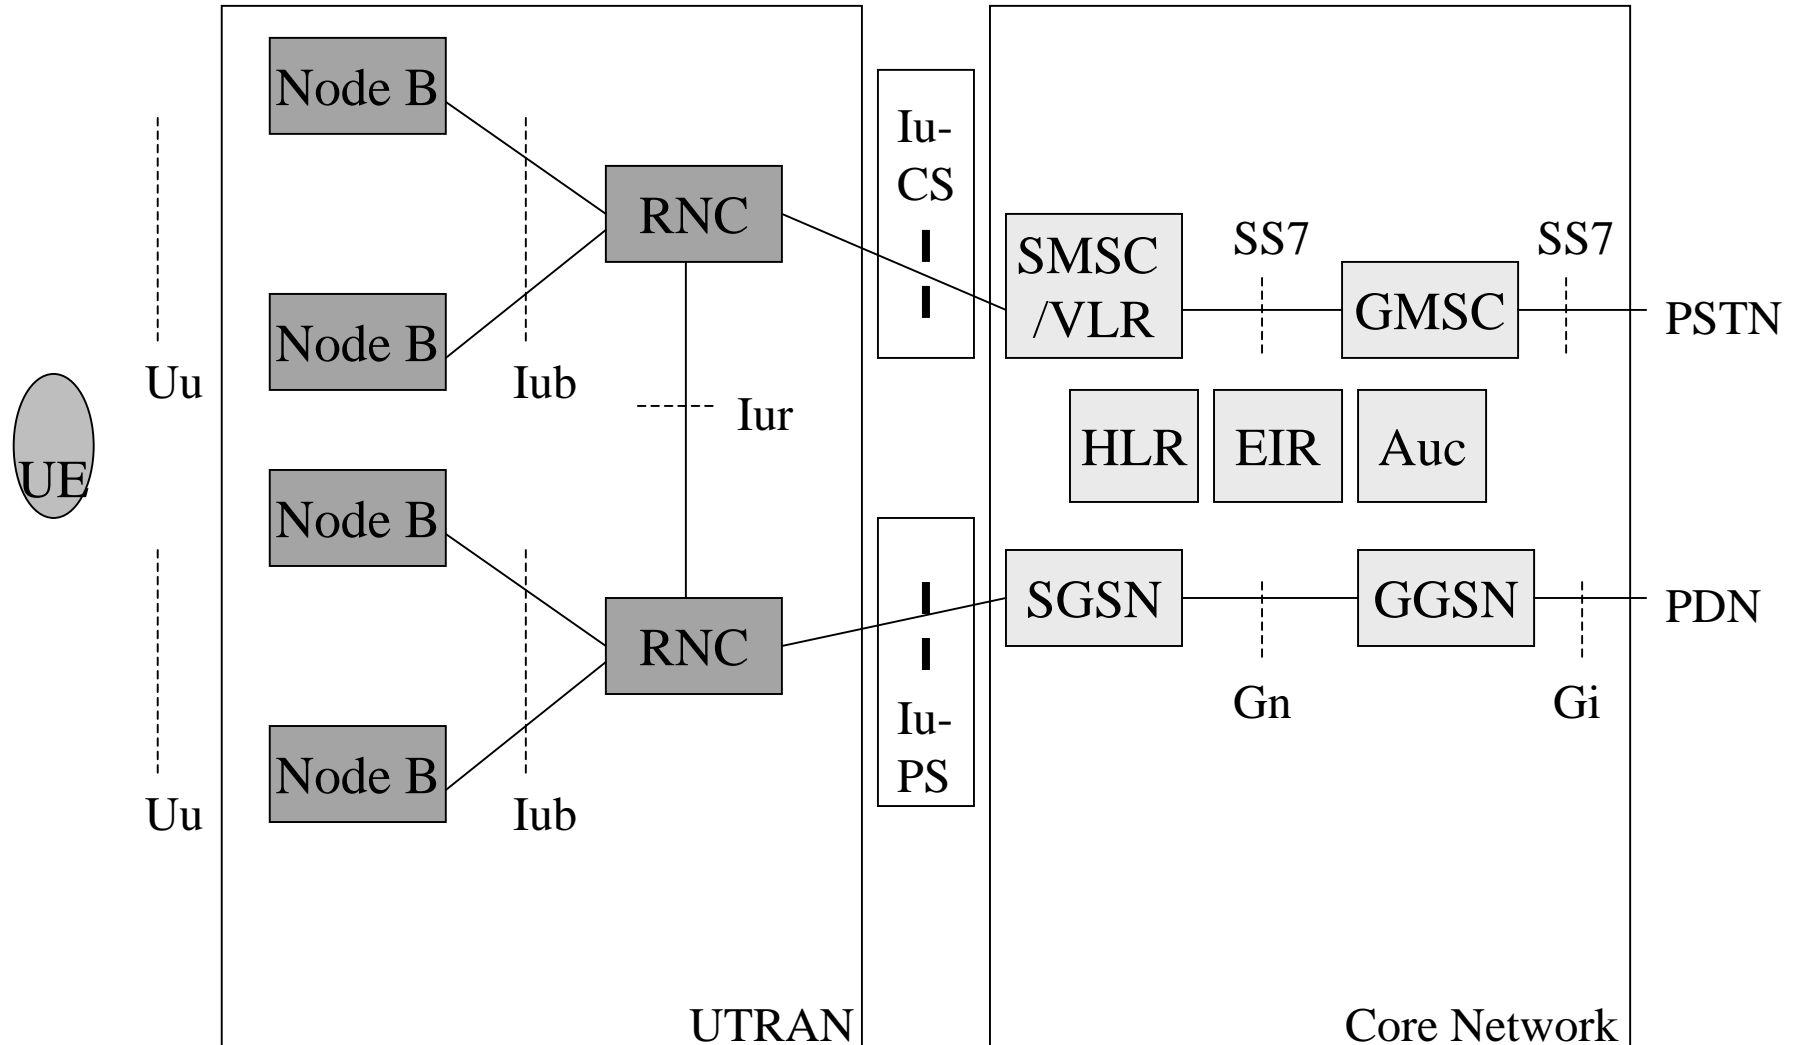 Node B
Iu-
CS
RNC
SMSC
/VLR
SS7
SS7
GMSC
PSTN
Node B
Uu
Iub
Iur
HLR
EIR
Auc
UE
Node B
SGSN
GGSN
PDN
RNC
Gn
Gi
Iu-
PS
Node B
Uu
Iub
UTRAN
Core Network